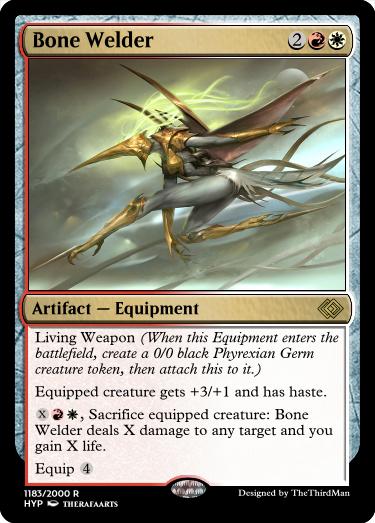 Bone Welder 2
Artifact — Equipment
Living Weapon (When this Equipment enters the
battlefield, create a 0/0 black Phyrexian Germ
creature token, then attach this to it.)
Equipped creature gets +3/+1 and has haste.
X, Sacrifice equipped creature: Bone
Welder deals X damage to any target and you
gain X life.
Equip 4
1183/2000 R
HYP THERAFAARTS Designed by TheThirdMan